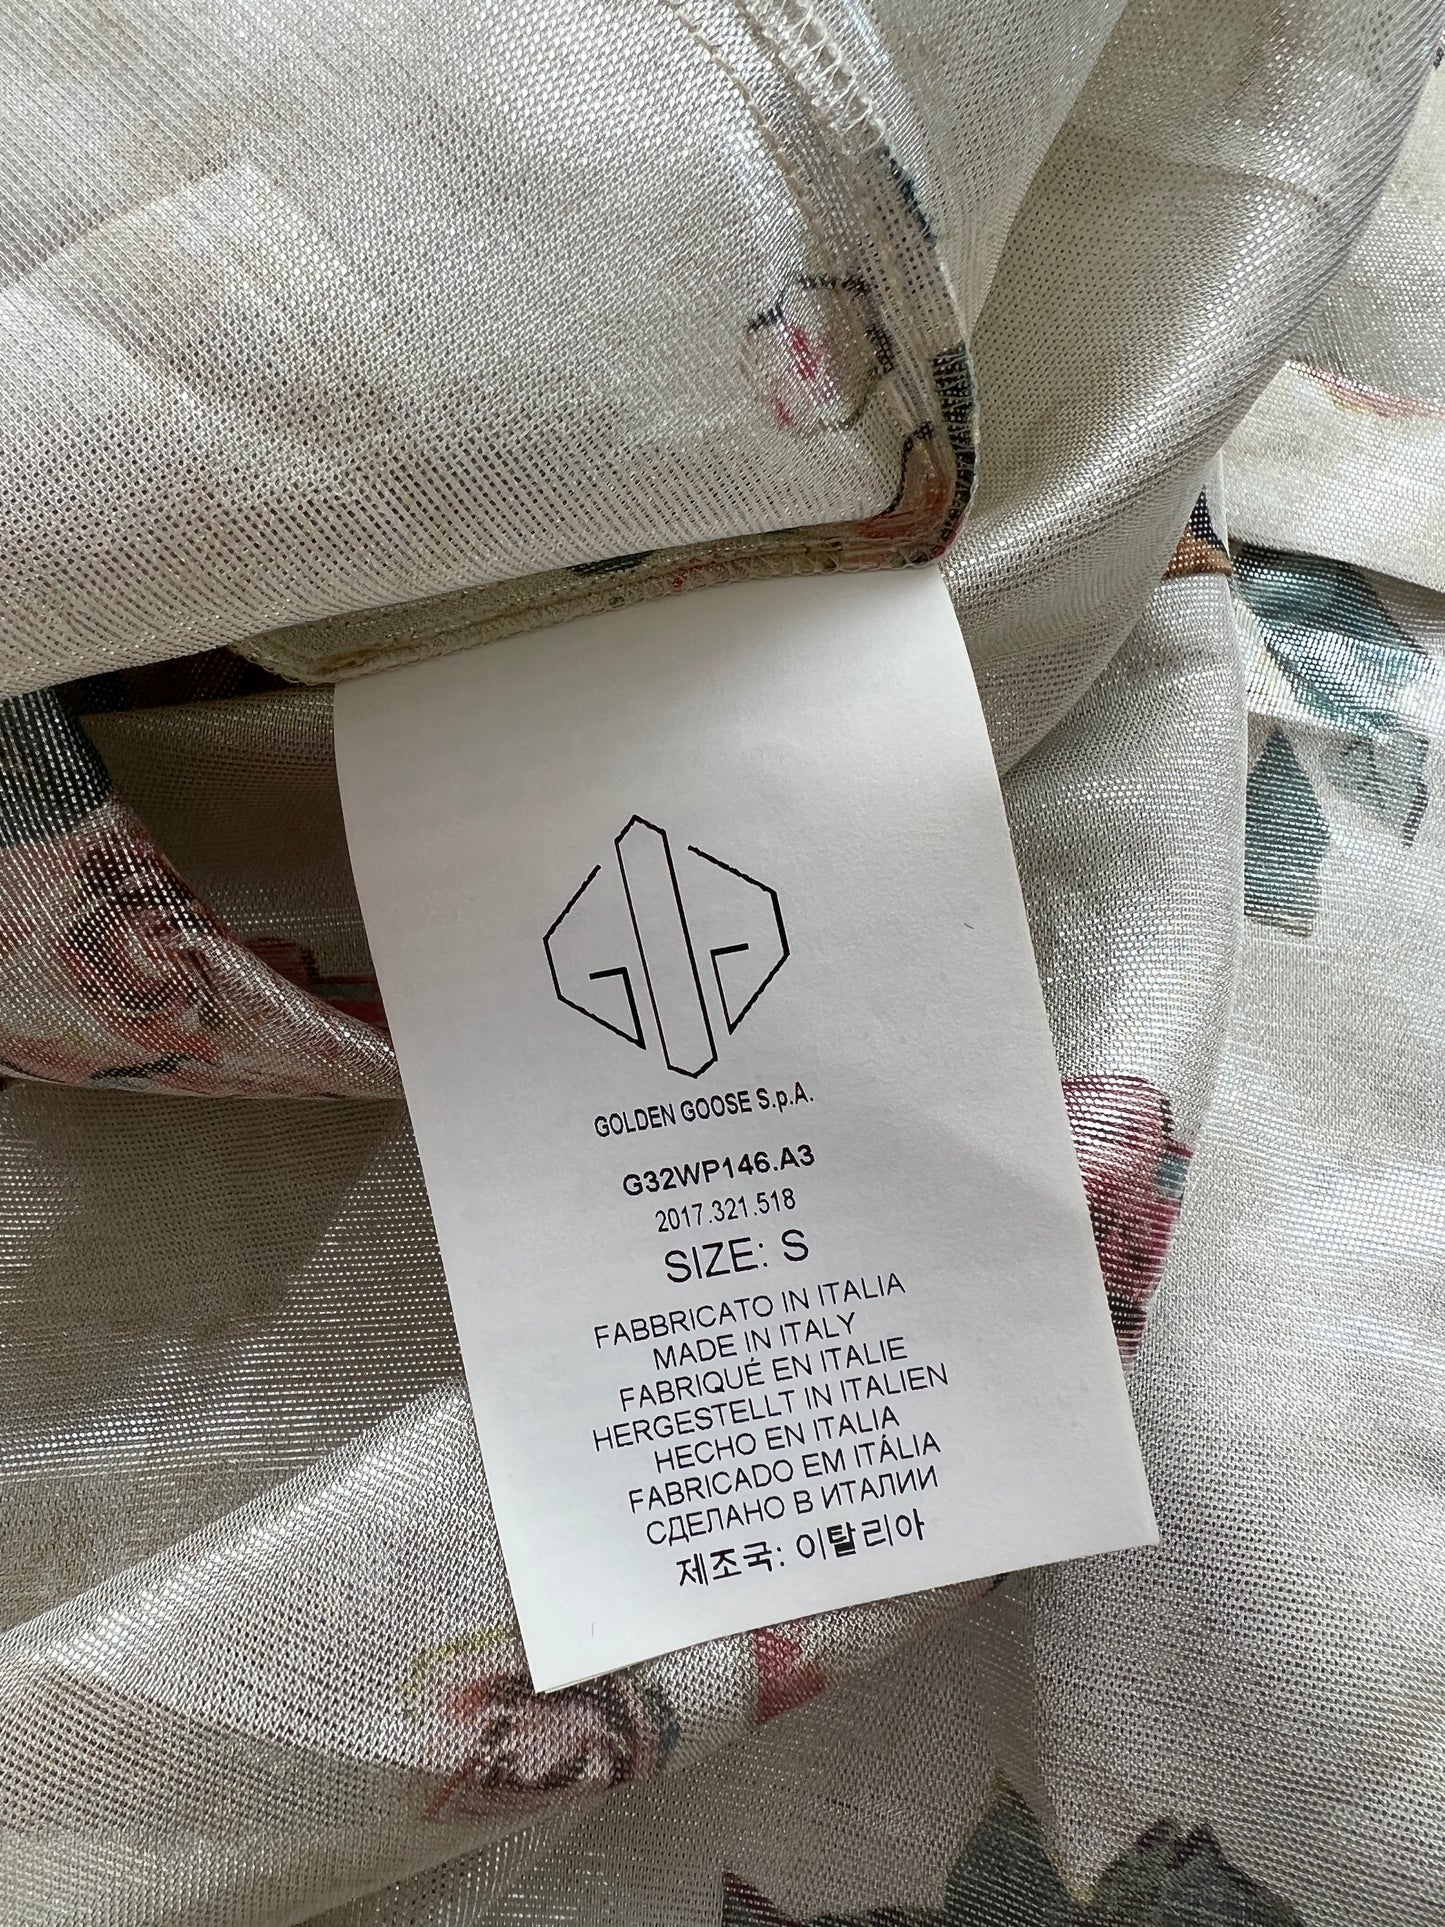 GOLDEN GOOSE S.p.A.
G32WP146.A3
2017.321.518
SIZE: S
FABBRICATO IN ITALIA
MADE IN ITALY
FABRIQUÉ EN ITALIE
HERGESTELLT IN ITALIEN
HECHO EN ITALIA
FABRICADO EM ITÁLIA
СДЕЛАНО В ИТАЛИИ
제조국: 이탈리아